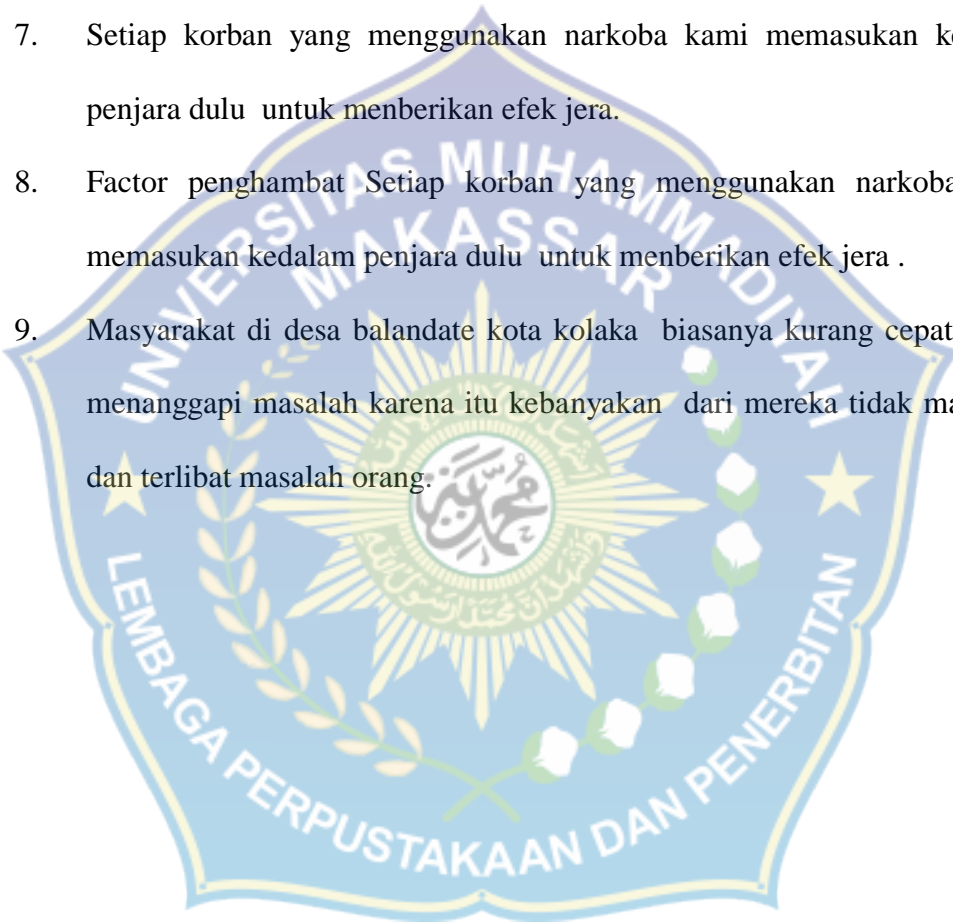 7. Setiap korban yang menggunakan narkoba kami memasukan k
penjara dulu untuk menberikan efek jera.
8. Factor penghambat Setiap korban yang menggunakan narkoba
memasukan kedalam penjara dulu untuk menberikan efek jera .
9. Masyarakat di desa balandate kota kolaka biasanya kurang cepat
menanggapi masalah karena itu kebanyakan dari mereka tidak ma
dan terlibat masalah orang.
UNIVERSITAS MUHAMMADIYAH
MAKASSAR
محمد
LEMBAGA PERPUSTAKAAN DAN PENERBITAN